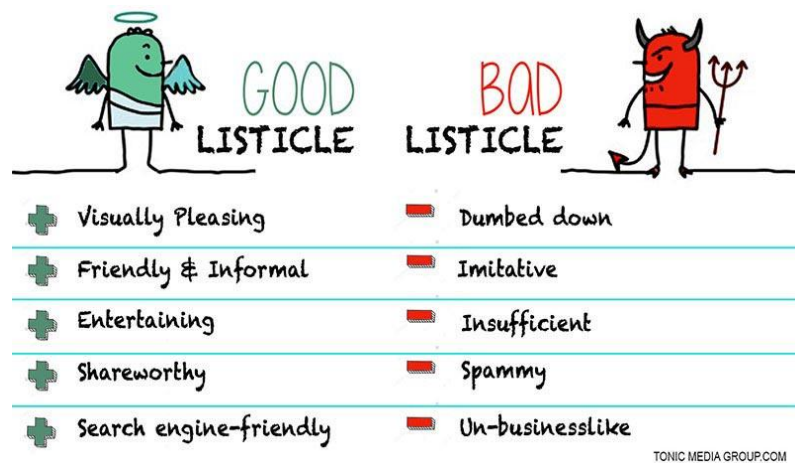 GOOD
LISTICLE
BAD
LISTICLE
Visually Pleasing
Dumbed down
Friendly & Informal
Imitative
Entertaining
Insufficient
Shareworthy
Spammy
Search engine-friendly
Un-businesslike
TONIC MEDIA GROUP.COM